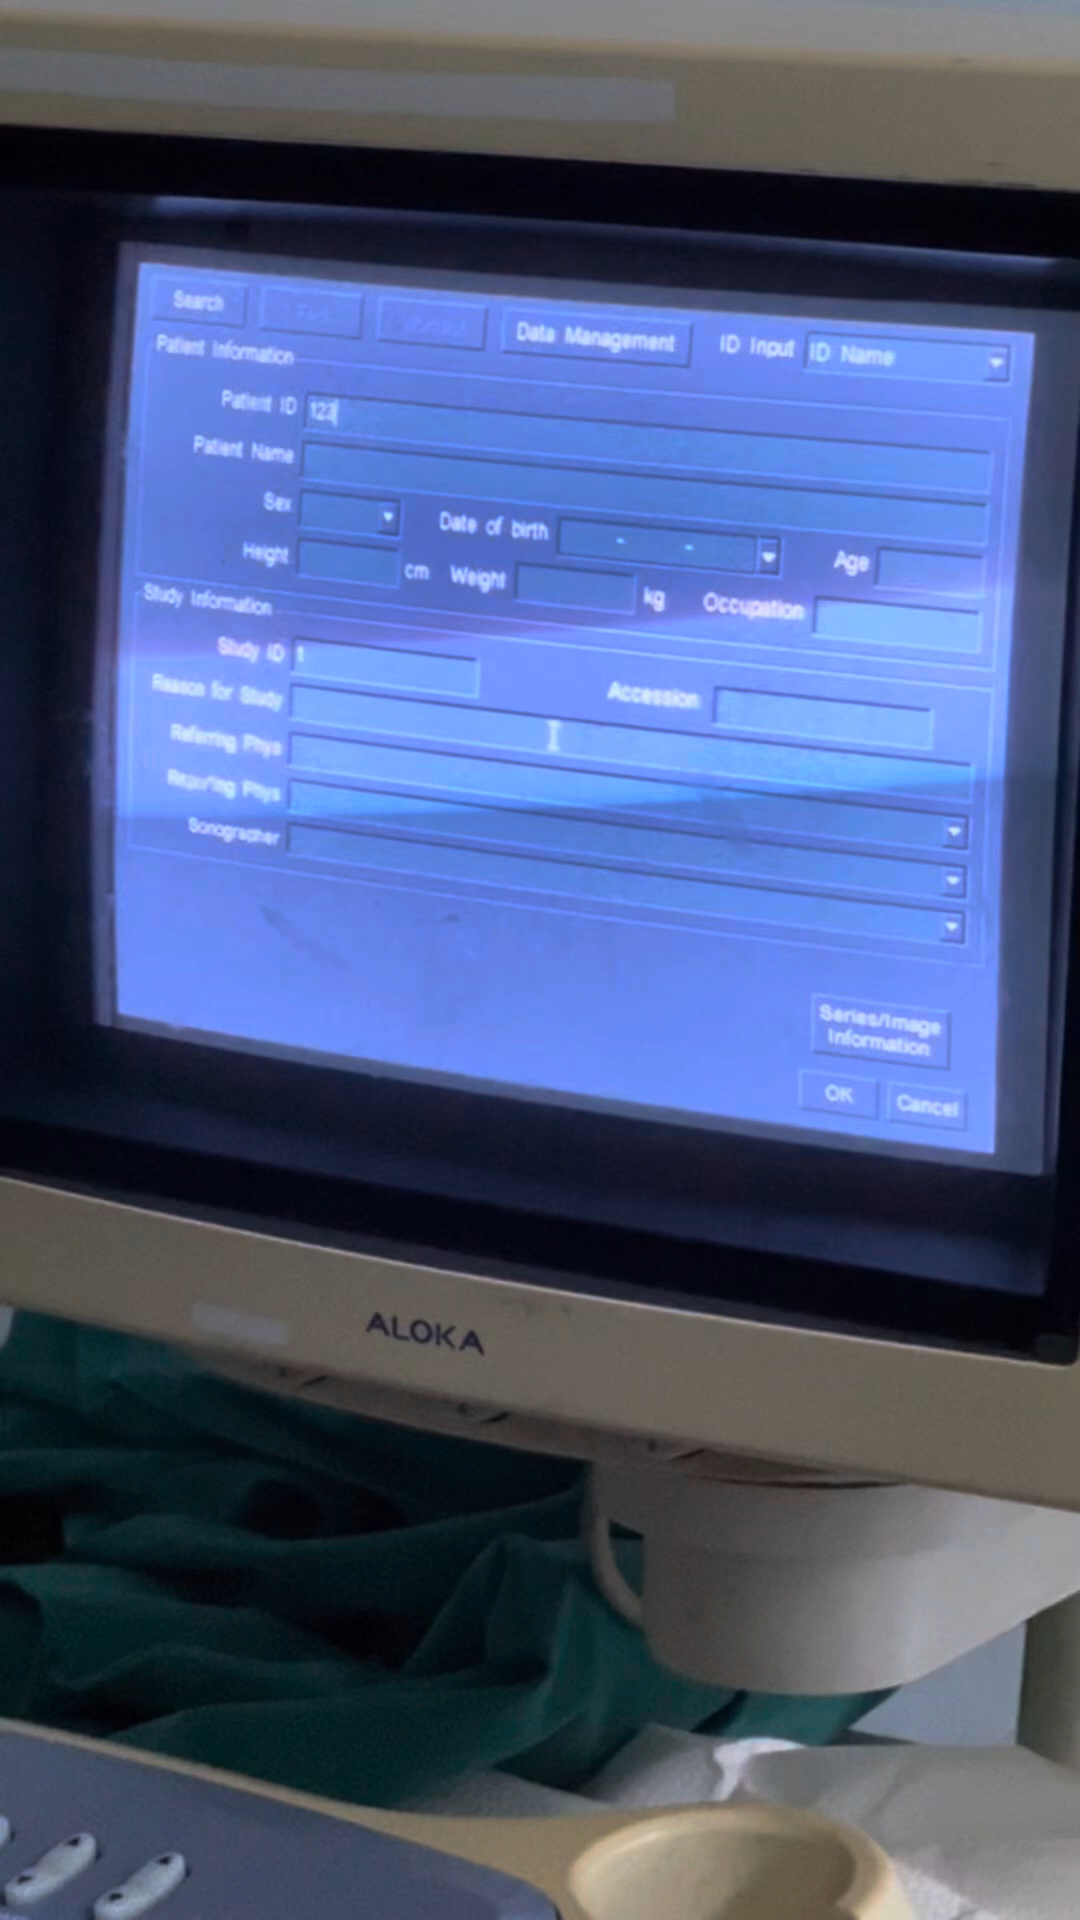 Search Data Management ID Input ID Name
Patient Information
Patient ID 123
Patient Name
Sex Date of birth - - Age
Height cm Weight kg Occupation
Study Information
Study ID 1 Accession
Reason for Study
Referring Phys
Reporting Phys
Sonographer
Series/Image
Information
OK Cancel
ALOKA